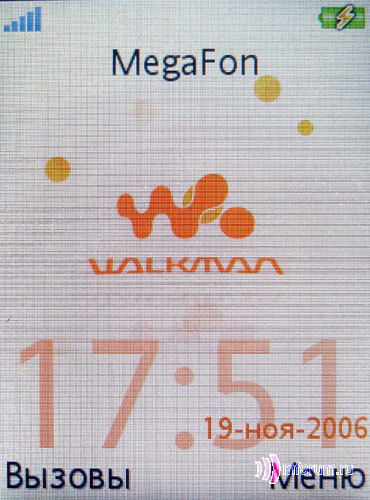 MegaFon
WALKMAN
17:51
19-ноя-2006
Вызовы
Меню